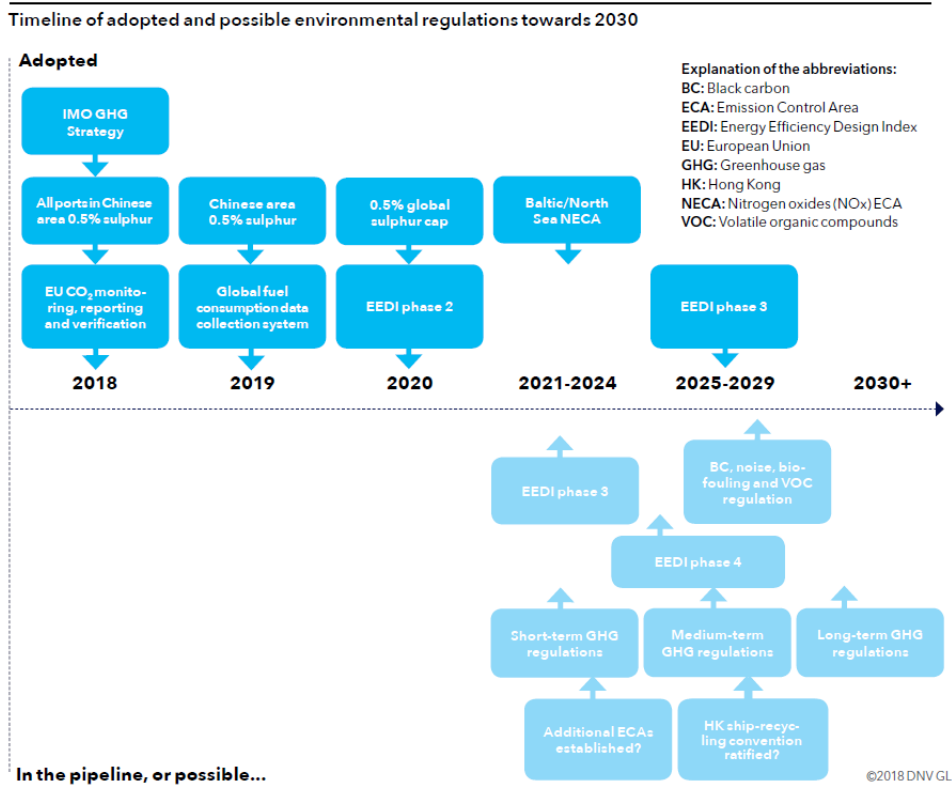 Timeline of adopted and possible environmental regulations towards 2030
Adopted
Explanation of the abbreviations:
BC: Black carbon
ECA: Emission Control Area
EEDI: Energy Efficiency Design Index
EU: European Union
GHG: Greenhouse gas
HK: Hong Kong
NECA: Nitrogen oxides (NOx) ECA
VOC: Volatile organic compounds
IMO GHG
Strategy
All ports in Chinese
area 0.5% sulphur
Chinese area
0.5% sulphur
0.5% global
sulphur cap
Baltic/North
Sea NECA
EU CO₂ monito-
ring, reporting
and verification
Global fuel
consumption data
collection system
EEDI phase 2
EEDI phase 3
2018
2019
2020
2021-2024
2025-2029
2030+
EEDI phase 3
BC, noise, bio-
fouling and VOC
regulation
EEDI phase 4
Short-term GHG
regulations
Medium-term
GHG regulations
Long-term GHG
regulations
Additional ECAs
established?
HK ship-recyc-
ling convention
ratified?
In the pipeline, or possible...
©2018 DNV GL